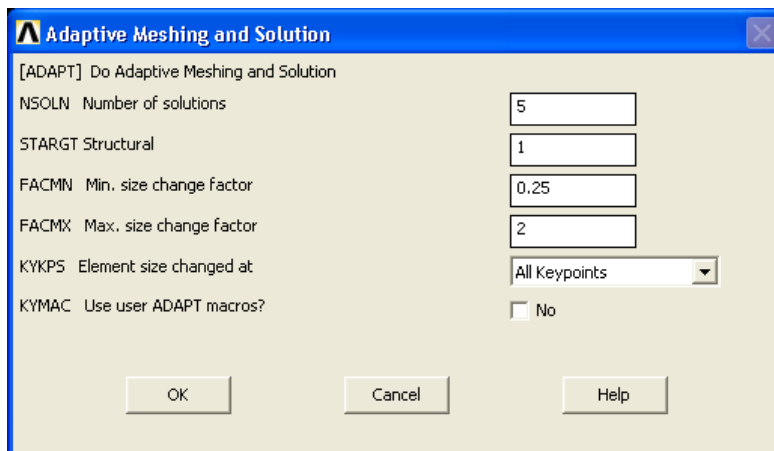 Adaptive Meshing and Solution
[ADAPT] Do Adaptive Meshing and Solution
NSOLN Number of solutions 5
STARGT Structural 1
FACMN Min. size change factor 0.25
FACMX Max. size change factor 2
KYKPS Element size changed at All Keypoints
KYMAC Use user ADAPT macros? No
OK Cancel Help